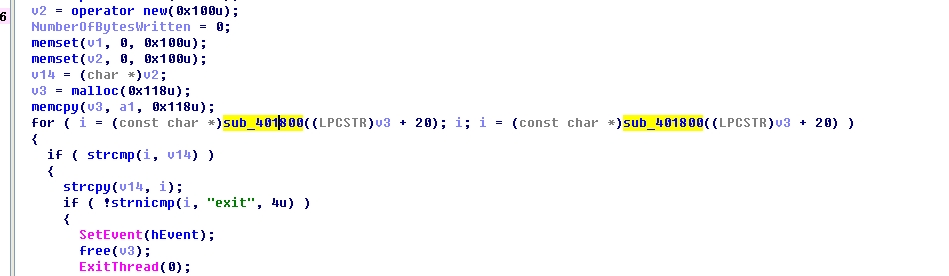 v2 = operator new(0x100u);
6
NumberOfBytesWritten = 0;
memset(v1, 0, 0x100u);
memset(v2, 0, 0x100u);
v14 = (char *)v2;
v3 = malloc(0x118u);
memcpy(v3, a1, 0x118u);
for ( i = (const char *)sub_401800((LPCSTR)v3 + 20); i; i = (const char *)sub_401800((LPCSTR)v3 + 20) )
{
if ( strcmp(i, v14) )
{
strcpy(v14, i);
if ( !strnicmp(i, "exit", 4u) )
{
SetEvent(hEvent);
free(v3);
ExitThread(0);